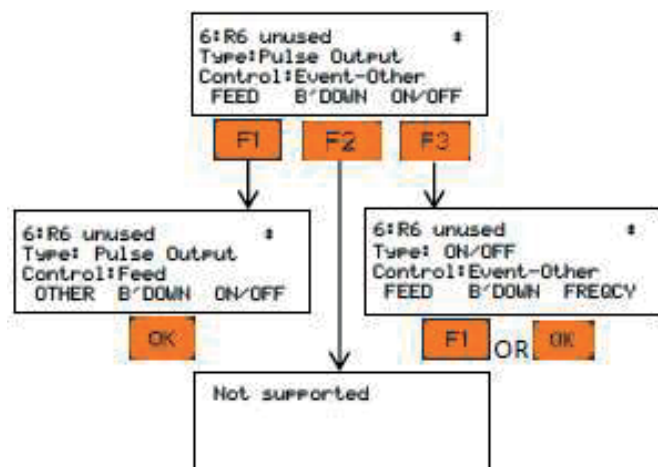 6:R6 unused
Type:Pulse Output
Control:Event-Other
FEED B'DOWN ON/OFF
F1 F2 F3
6:R6 unused
Type: Pulse Output
Control:Feed
OTHER B'DOWN ON/OFF
OK
6:R6 unused
Type: ON/OFF
Control:Event-Other
FEED B'DOWN FREQCY
F1 OR OK
Not supported